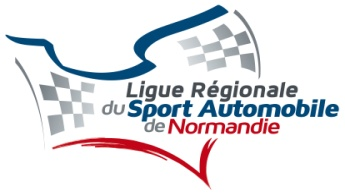 Ligue Régionale
du Sport Automobile
de Normandie